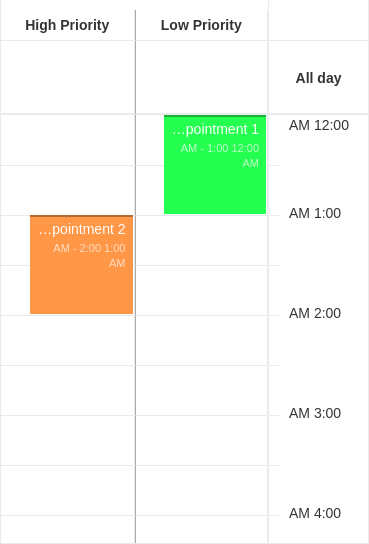 High Priority
Low Priority
All day
AM 12:00
…pointment 1
AM - 1:00 12:00
AM
AM 1:00
…pointment 2
AM - 2:00 1:00
AM
AM 2:00
AM 3:00
AM 4:00